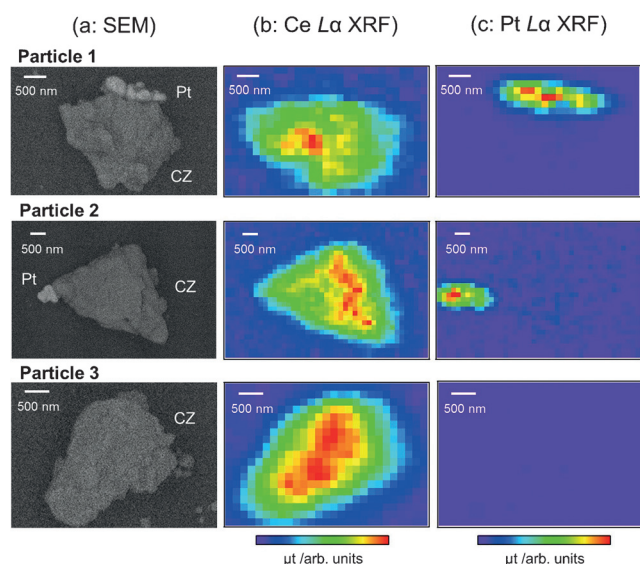 (a: SEM) (b: Ce Lα XRF) (c: Pt Lα XRF)
Particle 1
500 nm Pt 500 nm 500 nm
CZ
Particle 2
500 nm 500 nm 500 nm
Pt CZ
Particle 3
500 nm CZ 500 nm 500 nm
μt /arb. units μt /arb. units